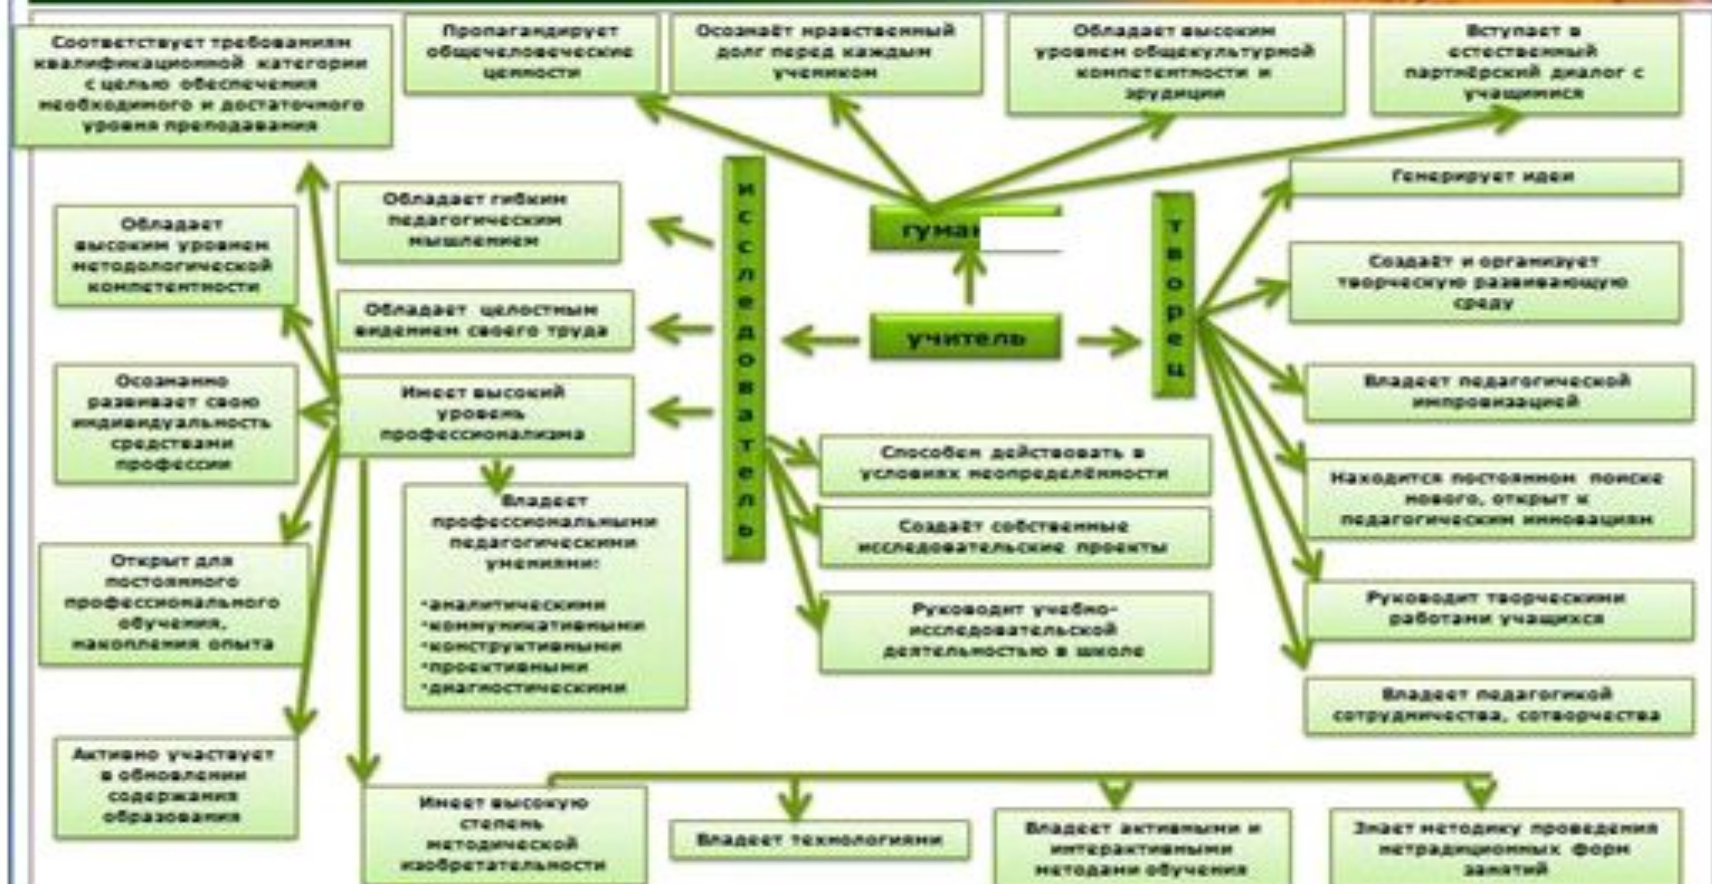 Соответствует требованиям
квалификационной категории
с целью обеспечения
необходимого и достаточного
уровня преподавания
Пропагандирует
общечеловеческие
ценности
Осознаёт нравственный
долг перед каждым
учеником
Обладает высоким
уровнем общекультурной
компетентности и
эрудиции
Вступает в
естественный
партнёрский диалог с
учащимися
гуман
учитель
исследователь
творец
Обладает гибким
педагогическим
мышлением
Обладает целостным
видением своего труда
Имеет высокий
уровень
профессионализма
Обладает
высоким уровнем
методологической
компетентности
Осознанно
развивает свою
индивидуальность
средствами
профессии
Открыт для
постоянного
профессионального
обучения,
накопления опыта
Активно участвует
в обновлении
содержания
образования
Владеет
профессиональными
педагогическими
умениями:
•аналитическими
•коммуникативными
•конструктивными
•проективными
•диагностическими
Способен действовать в
условиях неопределённости
Создаёт собственные
исследовательские проекты
Руководит учебно-
исследовательской
деятельностью в школе
Генерирует идеи
Создаёт и организует
творческую развивающую
среду
Владеет педагогической
импровизацией
Находится постоянном поиске
нового, открыт к
педагогическим инновациям
Руководит творческими
работами учащихся
Владеет педагогикой
сотрудничества, сотворчества
Имеет высокую
степень
методической
изобретательности
Владеет технологиями
Владеет активными и
интерактивными
методами обучения
Знает методику проведения
нетрадиционных форм
занятий